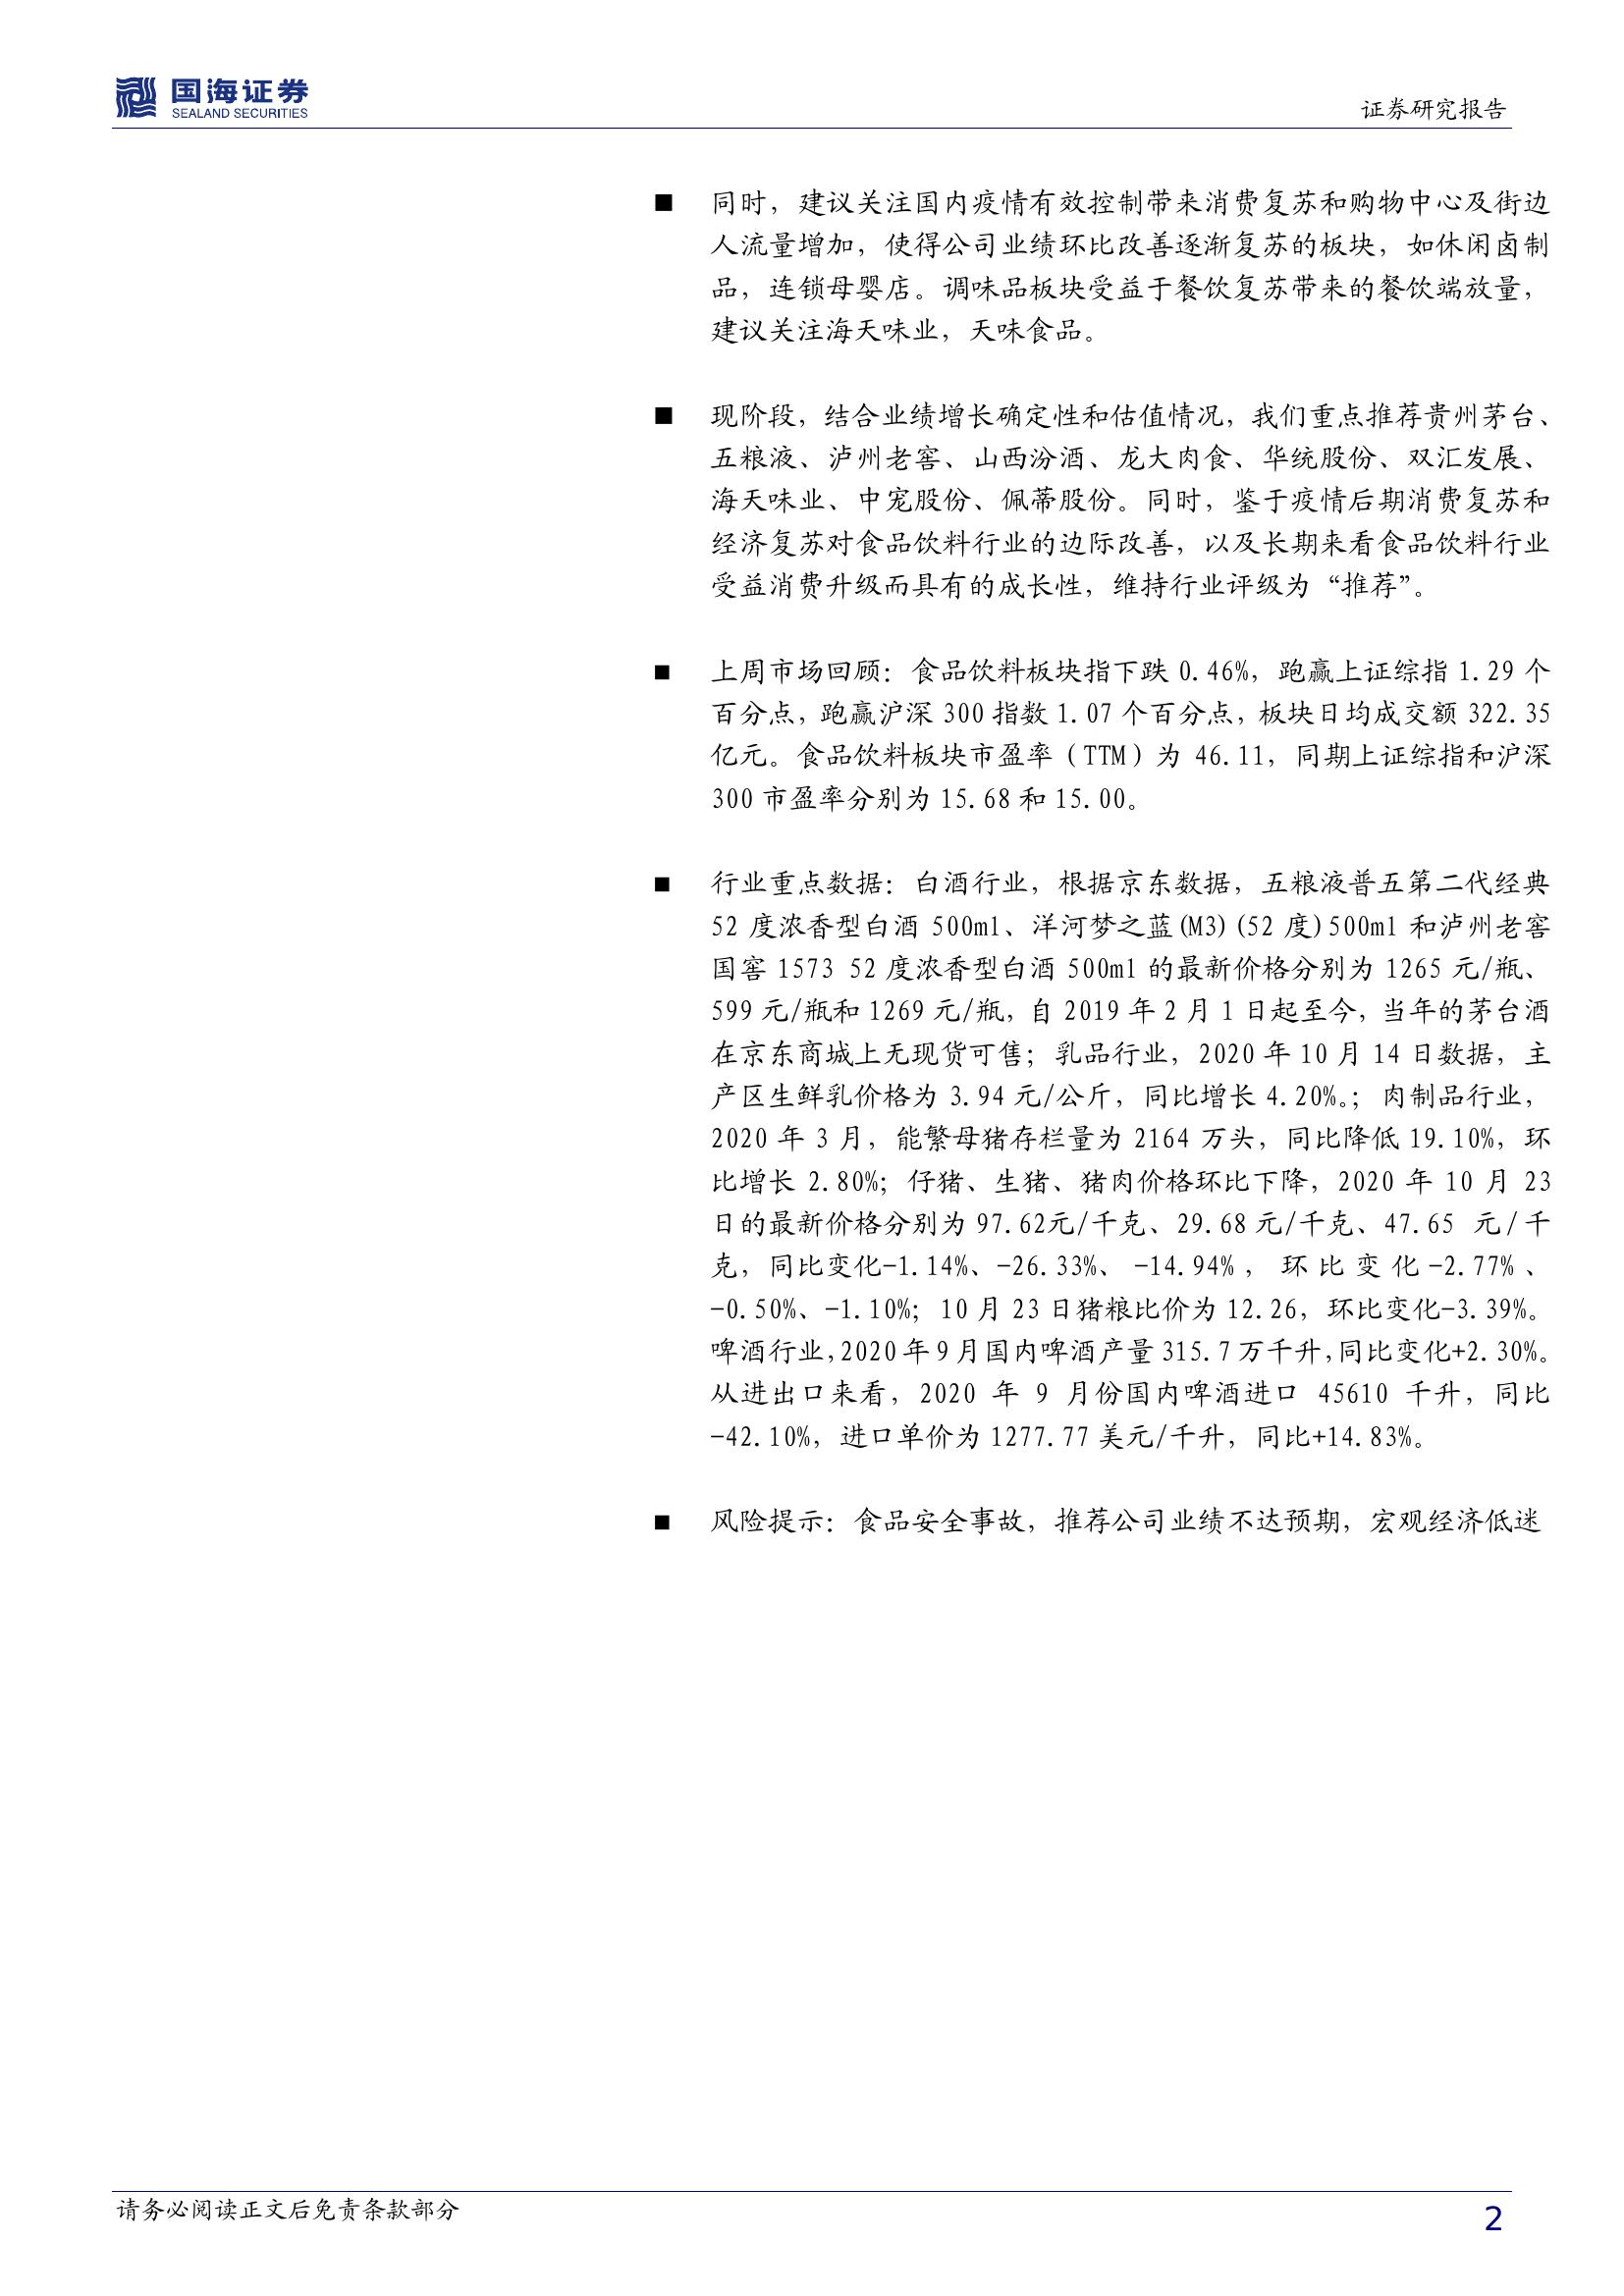 国海证券
SEALAND SECURITIES
证券研究报告
■ 同时，建议关注国内疫情有效控制带来消费复苏和购物中心及街边
人流量增加，使得公司业绩环比改善逐渐复苏的板块，如休闲卤制
品，连锁母婴店。调味品板块受益于餐饮复苏带来的餐饮端放量，
建议关注海天味业，天味食品。
■ 现阶段，结合业绩增长确定性和估值情况，我们重点推荐贵州茅台、
五粮液、泸州老窖、山西汾酒、龙大肉食、华统股份、双汇发展、
海天味业、中宠股份、佩蒂股份。同时，鉴于疫情后期消费复苏和
经济复苏对食品饮料行业的边际改善，以及长期来看食品饮料行业
受益消费升级而具有的成长性，维持行业评级为“推荐”。
■ 上周市场回顾：食品饮料板块指下跌 0.46%，跑赢上证综指 1.29 个
百分点，跑赢沪深 300 指数 1.07 个百分点，板块日均成交额 322.35
亿元。食品饮料板块市盈率（TTM）为 46.11，同期上证综指和沪深
300 市盈率分别为 15.68 和 15.00。
■ 行业重点数据：白酒行业，根据京东数据，五粮液普五第二代经典
52 度浓香型白酒 500ml、洋河梦之蓝(M3)(52 度)500ml 和泸州老窖
国窖 1573 52 度浓香型白酒 500ml 的最新价格分别为 1265 元/瓶、
599 元/瓶和 1269 元/瓶，自 2019 年 2 月 1 日起至今，当年的茅台酒
在京东商城上无现货可售；乳品行业，2020 年 10 月 14 日数据，主
产区生鲜乳价格为 3.94 元/公斤，同比增长 4.20%。；肉制品行业，
2020 年 3 月，能繁母猪存栏量为 2164 万头，同比降低 19.10%，环
比增长 2.80%；仔猪、生猪、猪肉价格环比下降，2020 年 10 月 23
日的最新价格分别为 97.62元/千克、29.68 元/千克、47.65 元/千
克，同比变化-1.14%、-26.33%、 -14.94% ， 环 比 变 化 -2.77% 、
-0.50%、-1.10%；10 月 23 日猪粮比价为 12.26，环比变化-3.39%。
啤酒行业，2020 年 9 月国内啤酒产量 315.7 万千升，同比变化+2.30%。
从进出口来看，2020 年 9 月份国内啤酒进口 45610 千升，同比
-42.10%，进口单价为 1277.77 美元/千升，同比+14.83%。
■ 风险提示：食品安全事故，推荐公司业绩不达预期，宏观经济低迷
请务必阅读正文后免责条款部分
2